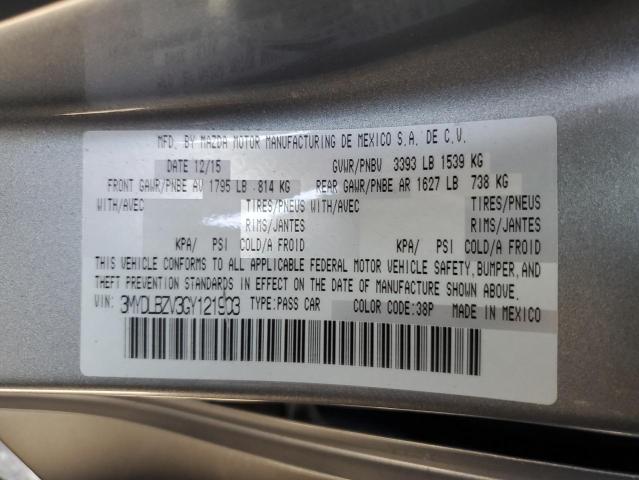 MFD. BY MAZDA MOTOR MANUFACTURING DE MEXICO S.A. DE C.V.
DATE 12/15 GVWR/PNBV 3393 LB 1539 KG
FRONT GAWR/PNBE AV 1795 LB 814 KG REAR GAWR/PNBE AR 1627 LB 738 KG
WITH/AVEC TIRES/PNEUS WITH/AVEC TIRES/PNEUS
RIMS/JANTES RIMS/JANTES
KPA/ PSI COLD/A FROID KPA/ PSI COLD/A FROID
THIS VEHICLE CONFORMS TO ALL APPLICABLE FEDERAL MOTOR VEHICLE SAFETY, BUMPER, AND
THEFT PREVENTION STANDARDS IN EFFECT ON THE DATE OF MANUFACTURE SHOWN ABOVE.
VIN: 3MYDLBZV3GY121903 TYPE:PASS CAR COLOR CODE:38P MADE IN MEXICO